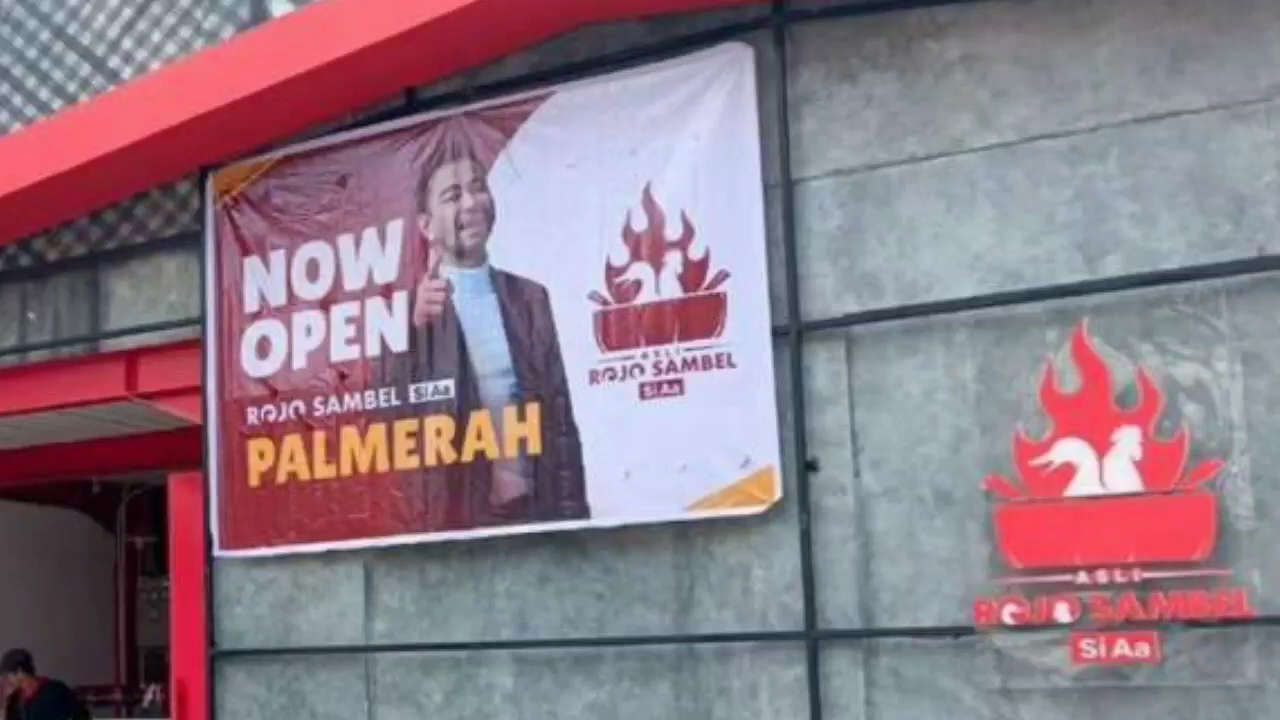 NOW
OPEN
ROJO SAMBEL Si Aa
PALMERAH
ASLI
ROJO SAMBEL
Si Aa
ASLI
ROJO SAMBEL
Si Aa